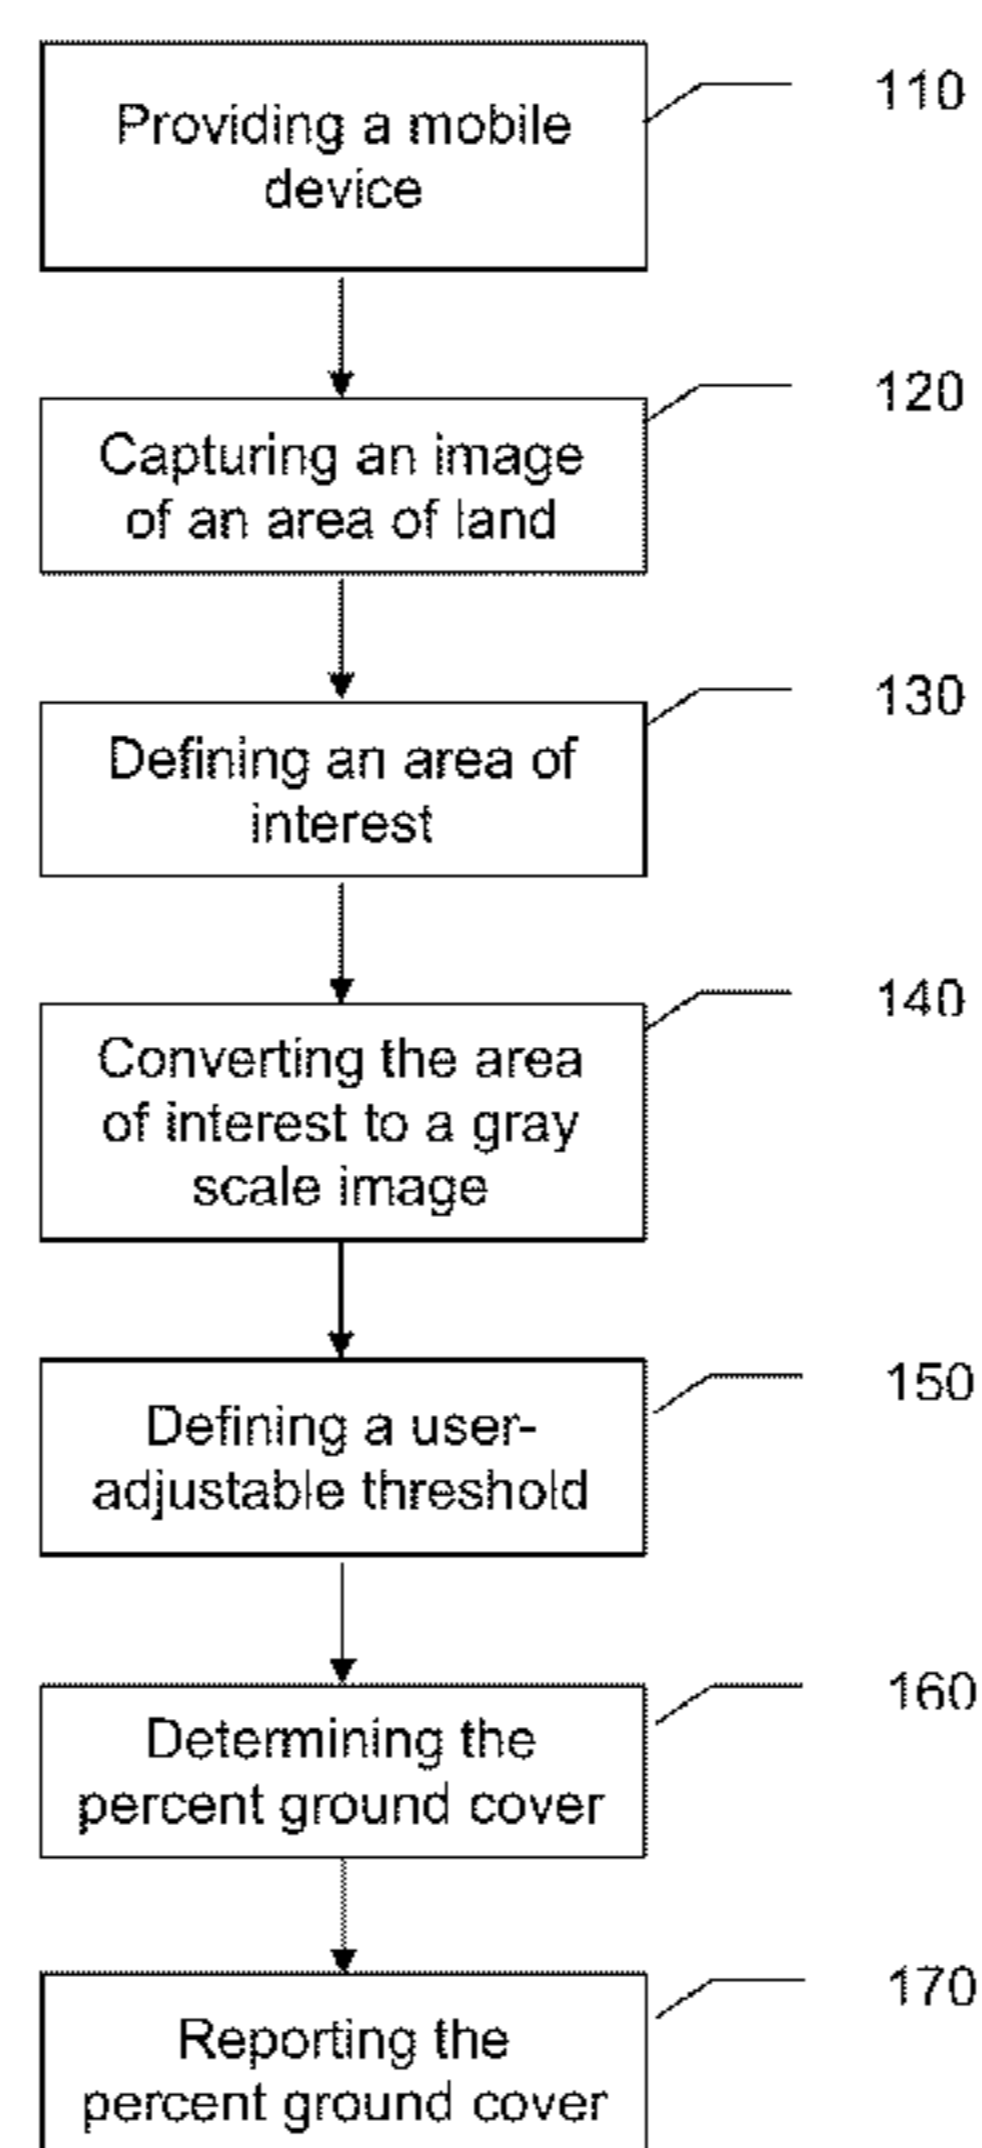 Providing a mobile
device
110
Capturing an image
of an area of land
120
Defining an area of
interest
130
Converting the area
of interest to a gray
scale image
140
Defining a user-
adjustable threshold
150
Determining the
percent ground cover
160
Reporting the
percent ground cover
170